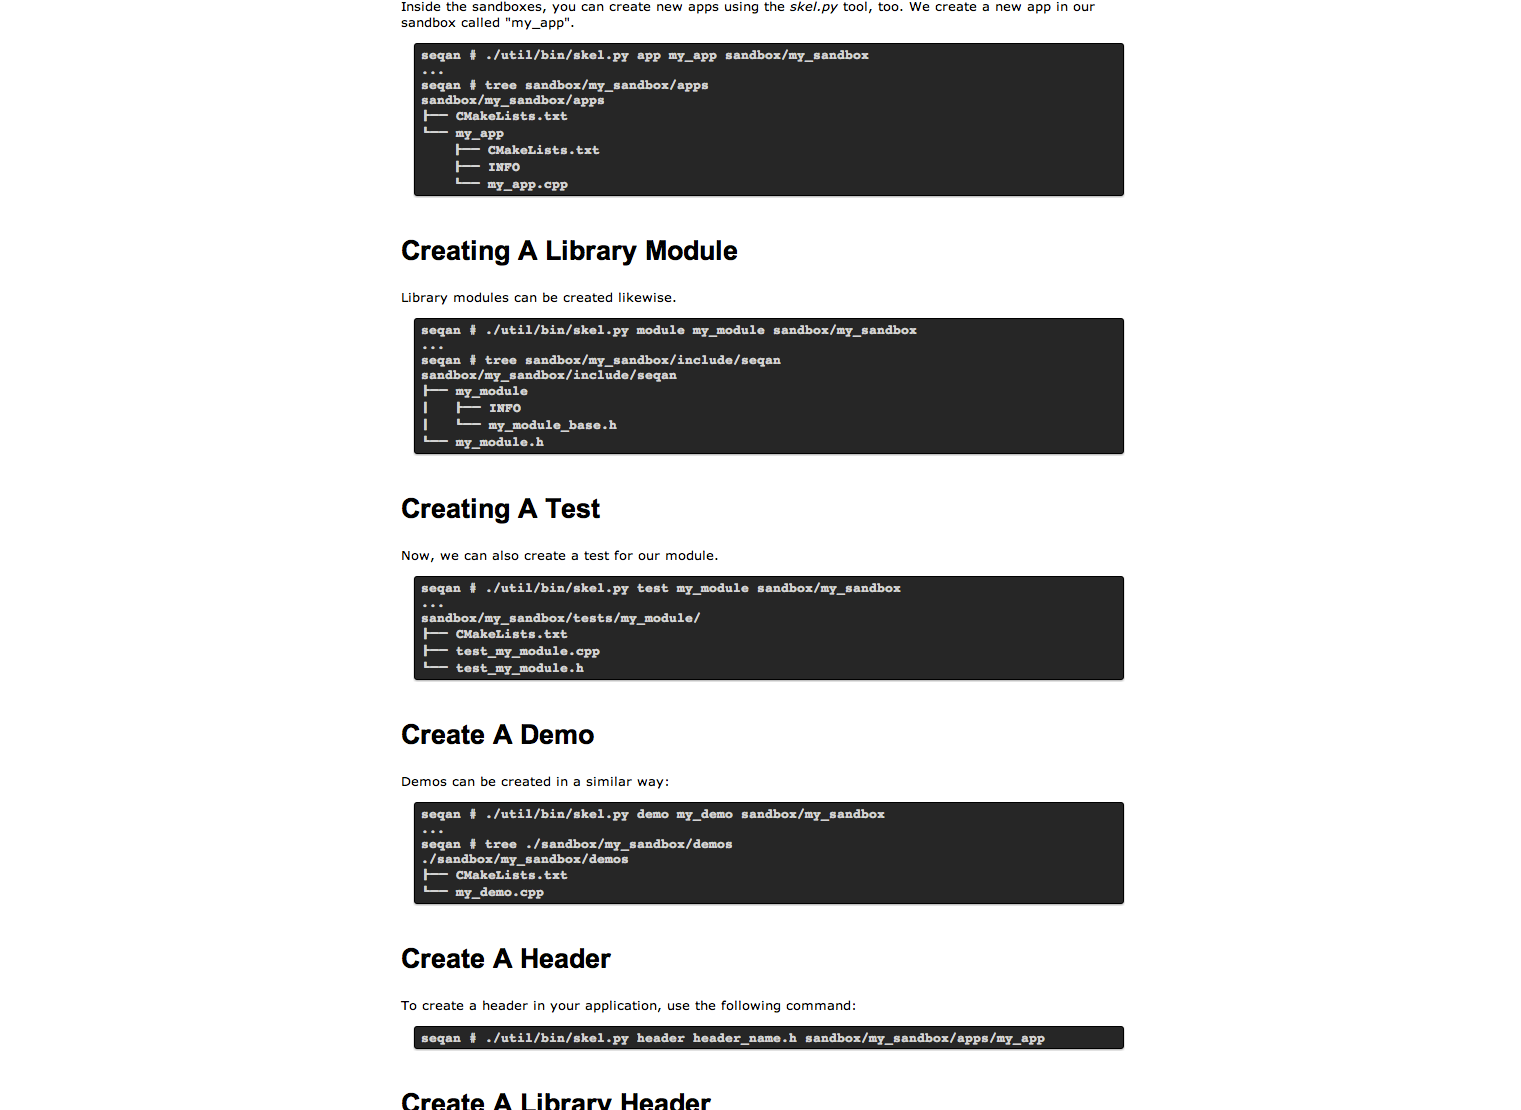 Inside the sandboxes, you can create new apps using the skel.py tool, too. We create a new app in our
sandbox called "my_app".
seqan # ./util/bin/skel.py app my_app sandbox/my_sandbox
...
seqan # tree sandbox/my_sandbox/apps
sandbox/my_sandbox/apps
├── CMakeLists.txt
└── my_app
    ├── CMakeLists.txt
    ├── INFO
    └── my_app.cpp
Creating A Library Module
Library modules can be created likewise.
seqan # ./util/bin/skel.py module my_module sandbox/my_sandbox
...
seqan # tree sandbox/my_sandbox/include/seqan
sandbox/my_sandbox/include/seqan
├── my_module
│   ├── INFO
│   └── my_module_base.h
└── my_module.h
Creating A Test
Now, we can also create a test for our module.
seqan # ./util/bin/skel.py test my_module sandbox/my_sandbox
...
sandbox/my_sandbox/tests/my_module/
├── CMakeLists.txt
├── test_my_module.cpp
└── test_my_module.h
Create A Demo
Demos can be created in a similar way:
seqan # ./util/bin/skel.py demo my_demo sandbox/my_sandbox
...
seqan # tree ./sandbox/my_sandbox/demos
./sandbox/my_sandbox/demos
├── CMakeLists.txt
└── my_demo.cpp
Create A Header
To create a header in your application, use the following command:
seqan # ./util/bin/skel.py header header_name.h sandbox/my_sandbox/apps/my_app
Create A Library Header